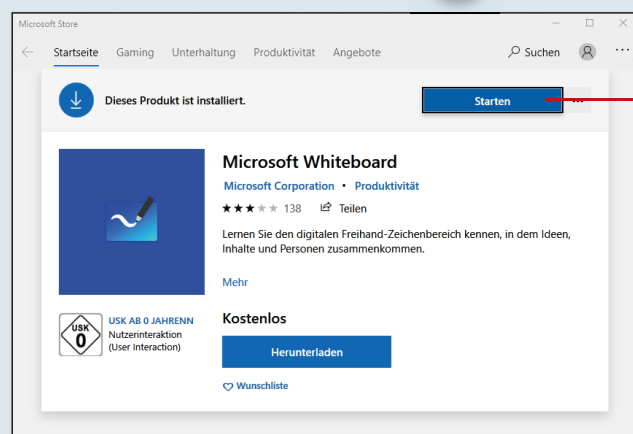 Microsoft Store
Startseite Gaming Unterhaltung Produktivität Angebote Suchen
Dieses Produkt ist installiert.
Starten
Microsoft Whiteboard
Microsoft Corporation • Produktivität
138 Teilen
Lernen Sie den digitalen Freihand-Zeichenbereich kennen, in dem Ideen,
Inhalte und Personen zusammenkommen.
Mehr
USK
0
USK AB 0 JAHRENN
Nutzerinteraktion
(User Interaction)
Kostenlos
Herunterladen
Wunschliste